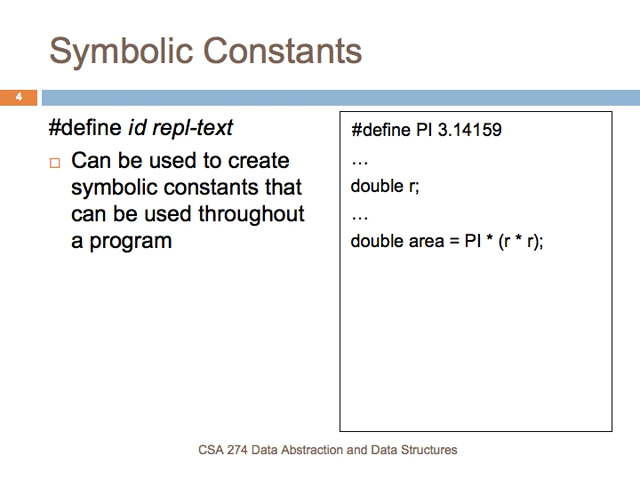 Symbolic Constants
4
#define id repl-text
Can be used to create
symbolic constants that
can be used throughout
a program
#define PI 3.14159
…
double r;
…
double area = PI * (r * r);
CSA 274 Data Abstraction and Data Structures